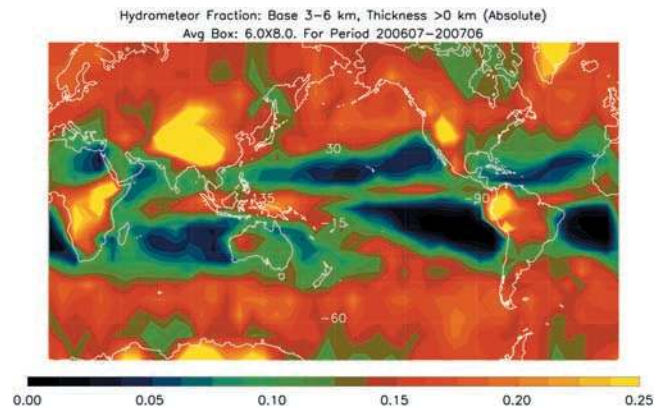 Hydrometeor Fraction: Base 3-6 km, Thickness >0 km (Absolute)
Avg Box: 6.0X8.0. For Period 200607-200706
30
135
-90
-15
-60
0.00 0.05 0.10 0.15 0.20 0.25